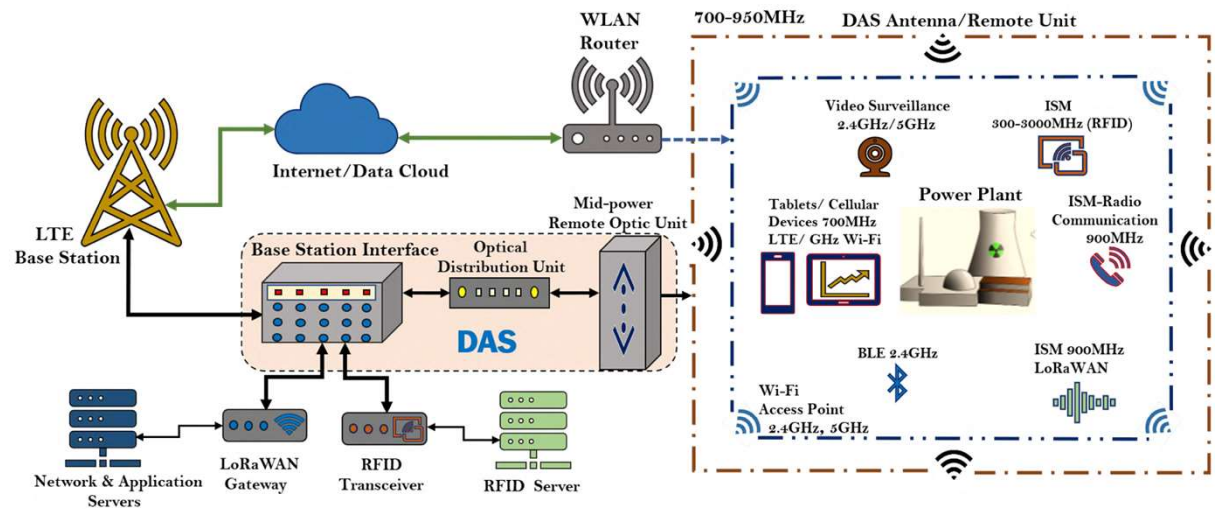 WLAN
Router
700-950MHz
DAS Antenna/Remote Unit
Video Surveillance
2.4GHz/5GHz
ISM
300-3000MHz (RFID)
Internet/Data Cloud
Power Plant
Tablets/ Cellular
Devices 700MHz
LTE/ GHz Wi-Fi
ISM-Radio
Communication
900MHz
LTE
Base Station
Mid-power
Remote Optic Unit
Base Station Interface
Optical
Distribution Unit
DAS
BLE 2.4GHz
ISM 900MHz
LoRaWAN
Wi-Fi
Access Point
2.4GHz, 5GHz
Network & Application
Servers
LoRaWAN
Gateway
RFID
Transceiver
RFID Server